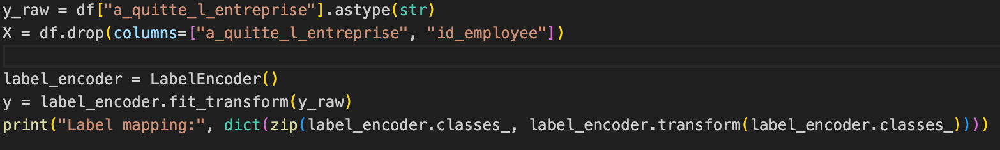 y_raw = df["a_quitte_l_entreprise"].astype(str)
X = df.drop(columns=["a_quitte_l_entreprise", "id_employee"])
label_encoder = LabelEncoder()
y = label_encoder.fit_transform(y_raw)
print("Label mapping:", dict(zip(label_encoder.classes_, label_encoder.transform(label_encoder.classes_))))